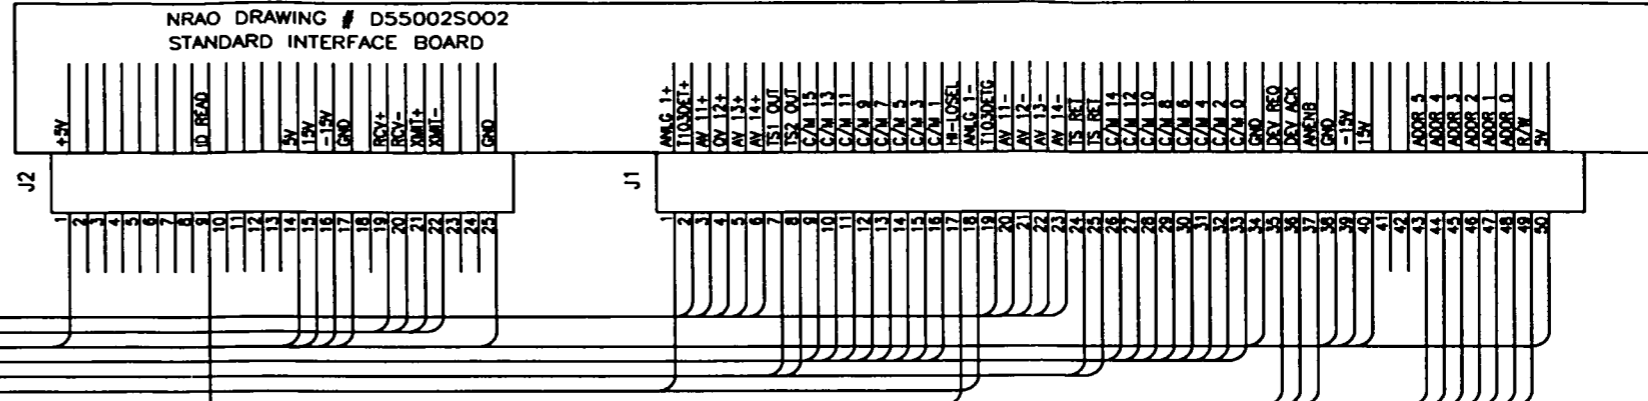 NRAO DRAWING # D55002S002
STANDARD INTERFACE BOARD
+5V
ID READ
5V
15V
-15V
GND
RCV+
RCV-
XMIT+
XMIT-
GND
J2
1
2
3
4
5
6
7
8
9
10
11
12
13
14
15
16
17
18
19
20
21
22
23
24
25
ANLG 1+
T103DET+
AV 11+
QV 12+
AV 13+
AV 14+
TS1 OUT
TS2 OUT
C/M 15
C/M 13
C/M 11
C/M 9
C/M 7
C/M 5
C/M 3
C/M 1
HI-LOSEL
ANLG 1-
T103DETG
AV 11-
AV 12-
AV 13-
AV 14-
TS RET
TS RET
C/M 14
C/M 12
C/M 10
C/M 8
C/M 6
C/M 4
C/M 2
C/M 0
GND
DEV REQ
DEV ACK
ANENB
GND
-15V
15V
ADDR 5
ADDR 4
ADDR 3
ADDR 2
ADDR 1
ADDR 0
R/W
5V
J1
1
2
3
4
5
6
7
8
9
10
11
12
13
14
15
16
17
18
19
20
21
22
23
24
25
26
27
28
29
30
31
32
33
34
35
36
37
38
39
40
41
42
43
44
45
46
47
48
49
50